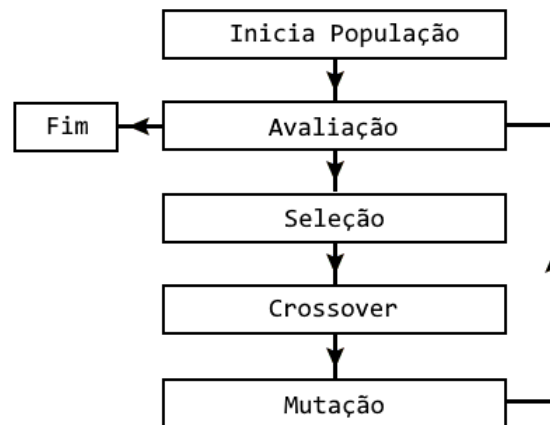 Inicia População
Fim
Avaliação
Seleção
Crossover
Mutação